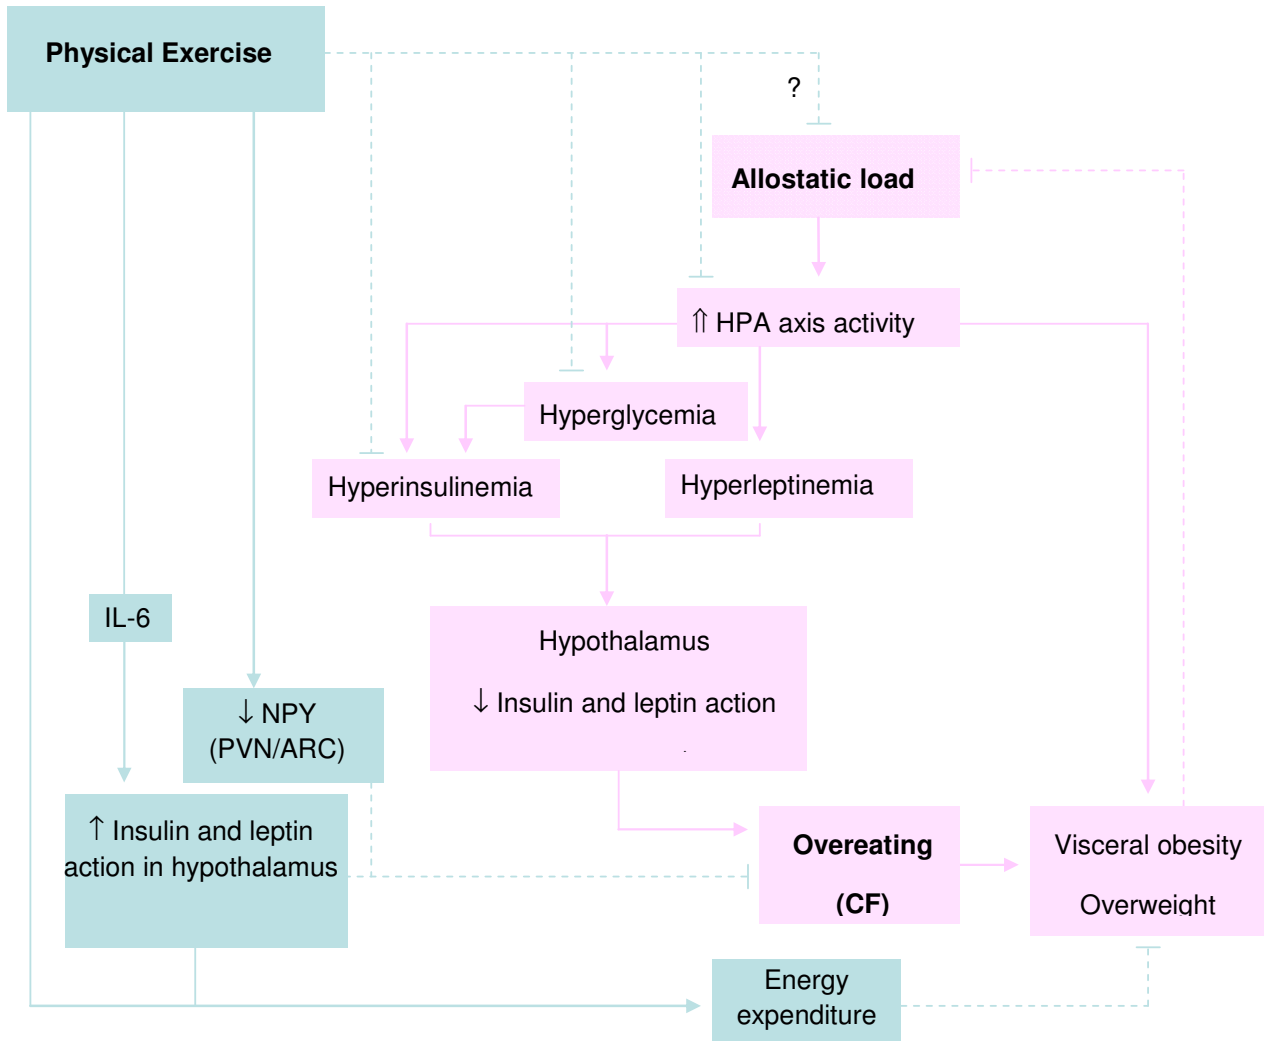 Physical Exercise
?
Allostatic load
⇑ HPA axis activity
Hyperglycemia
Hyperinsulinemia
Hyperleptinemia
IL-6
Hypothalamus
↓ Insulin and leptin action
.
↓ NPY
(PVN/ARC)
↑ Insulin and leptin
action in hypothalamus
Overeating
(CF)
Visceral obesity
Overweight
Energy
expenditure